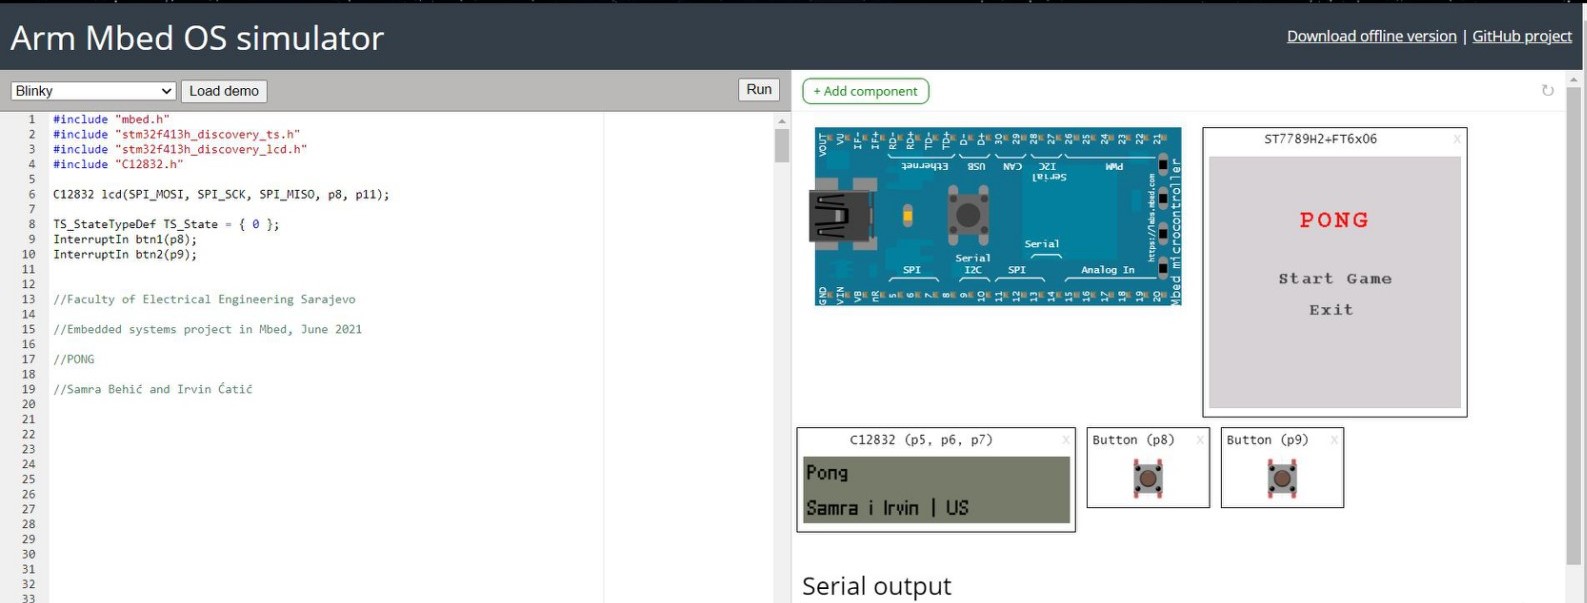 Arm Mbed OS simulator
Download offline version | GitHub project
Blinky
Load demo
Run
+ Add component
1 #include "mbed.h"
2 #include "stm32f413h_discovery_ts.h"
3 #include "stm32f413h_discovery_lcd.h"
4 #include "C12832.h"
5
6 C12832 lcd(SPI_MOSI, SPI_SCK, SPI_MISO, p8, p11);
7
8 TS_StateTypeDef TS_State = { 0 };
9 InterruptIn btn1(p8);
10 InterruptIn btn2(p9);
11
12
13 //Faculty of Electrical Engineering Sarajevo
14
15 //Embedded systems project in Mbed, June 2021
16
17 //PONG
18
19 //Samra Behić and Irvin Ćatić
20
21
22
23
24
25
26
27
28
29
30
31
32
33
VOUT VU IF- IF+ RD- RD+ TD- TD+ D- D+ 30 29 28 27 26 25 24 23 22 21
Ethernet USB CAN I2C PWM
Serial
https://labs.mbed.com
Mbed microcontroller
Serial
Serial
SPI I2C SPI Analog In
GND VIN VB nR 5 6 7 8 9 10 11 12 13 14 15 16 17 18 19 20
ST7789H2+FT6x06 x
PONG
Start Game
Exit
C12832 (p5, p6, p7) x
Pong
Samra i Irvin | US
Button (p8) x
Button (p9) x
Serial output